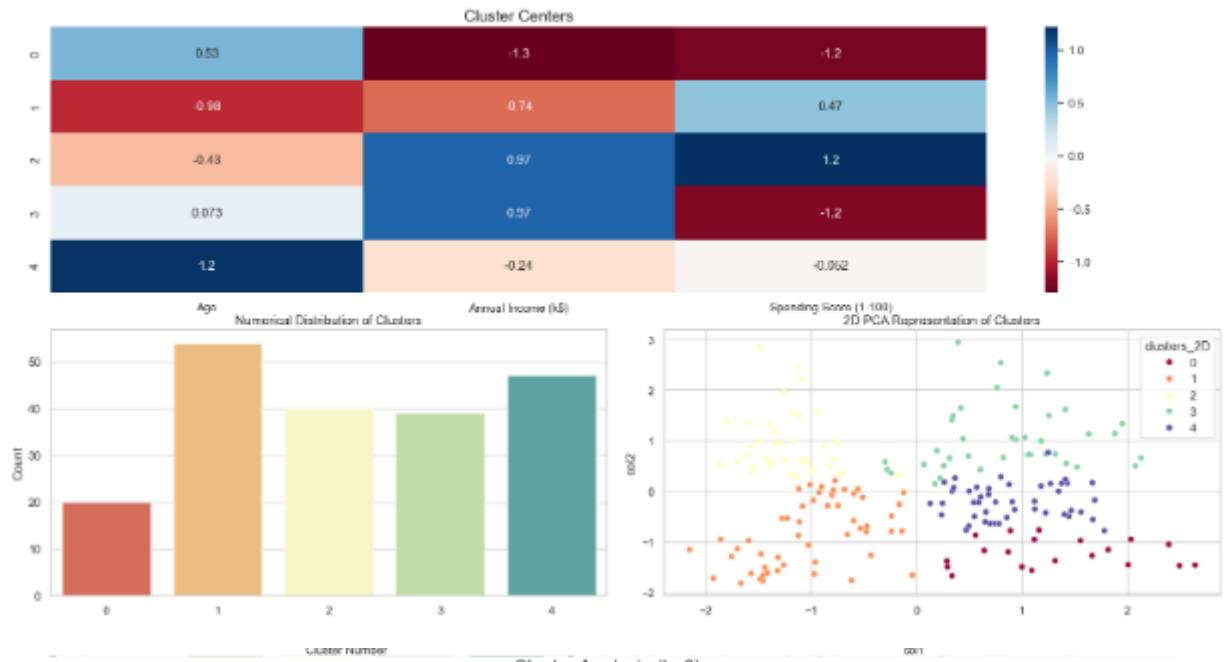 Cluster Centers
0 0.53 -1.3 -1.2
1 -0.98 -0.74 0.47
2 -0.43 0.97 1.2
3 0.073 0.97 -1.2
4 1.2 -0.24 -0.052
1.0
0.5
0.0
-0.5
-1.0
Age Annual Income (k$) Spending Score (1-100)
Numerical Distribution of Clusters
Count
50
40
30
20
10
0
0 1 2 3 4
Cluster Number
2D PCA Representation of Clusters
col2
3
2
1
0
-1
-2
clusters_2D
0
1
2
3
4
-2 -1 0 1 2
col1